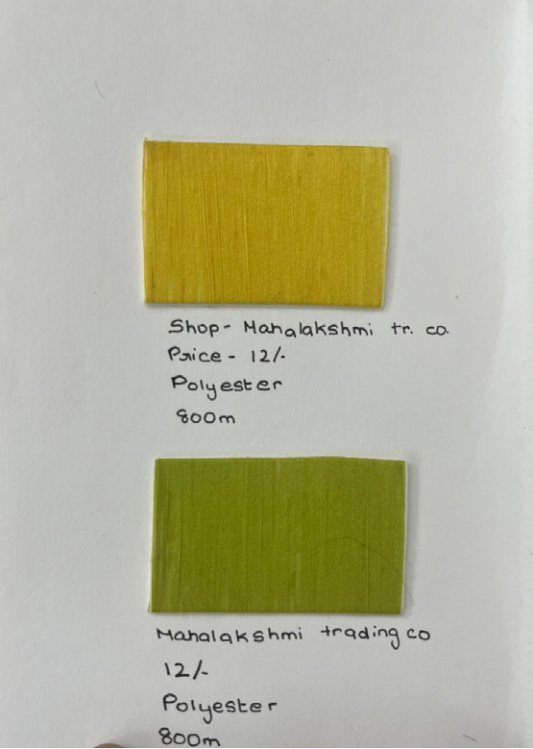 Shop- Mahalakshmi tr. co.
Price - 12/-
Polyester
800m
Mahalakshmi trading co
12/-
Polyester
800m